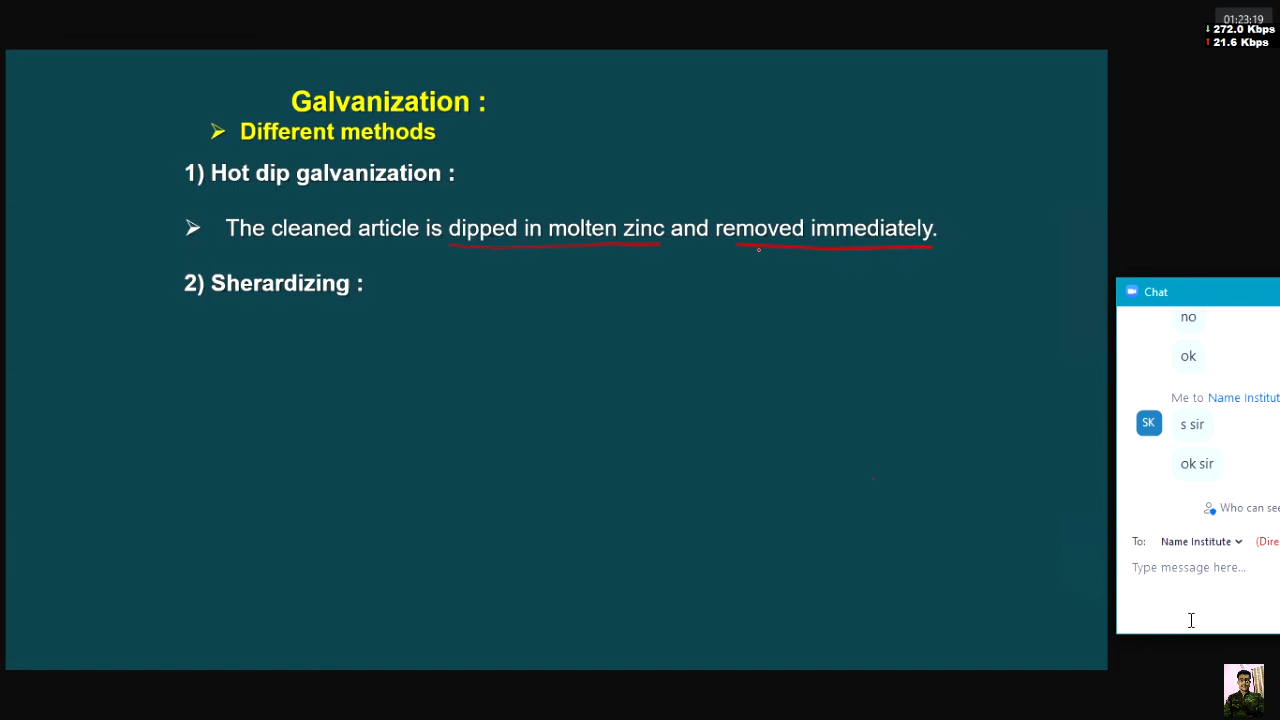 01:23:19
↓ 272.0 Kbps
↑ 21.6 Kbps
Galvanization :
➢ Different methods
1) Hot dip galvanization :
➢ The cleaned article is dipped in molten zinc and removed immediately.
2) Sherardizing :
Chat
no
ok
Me to Name Institut
SK
s sir
ok sir
Who can see
To: Name Institute (Dire
Type message here...